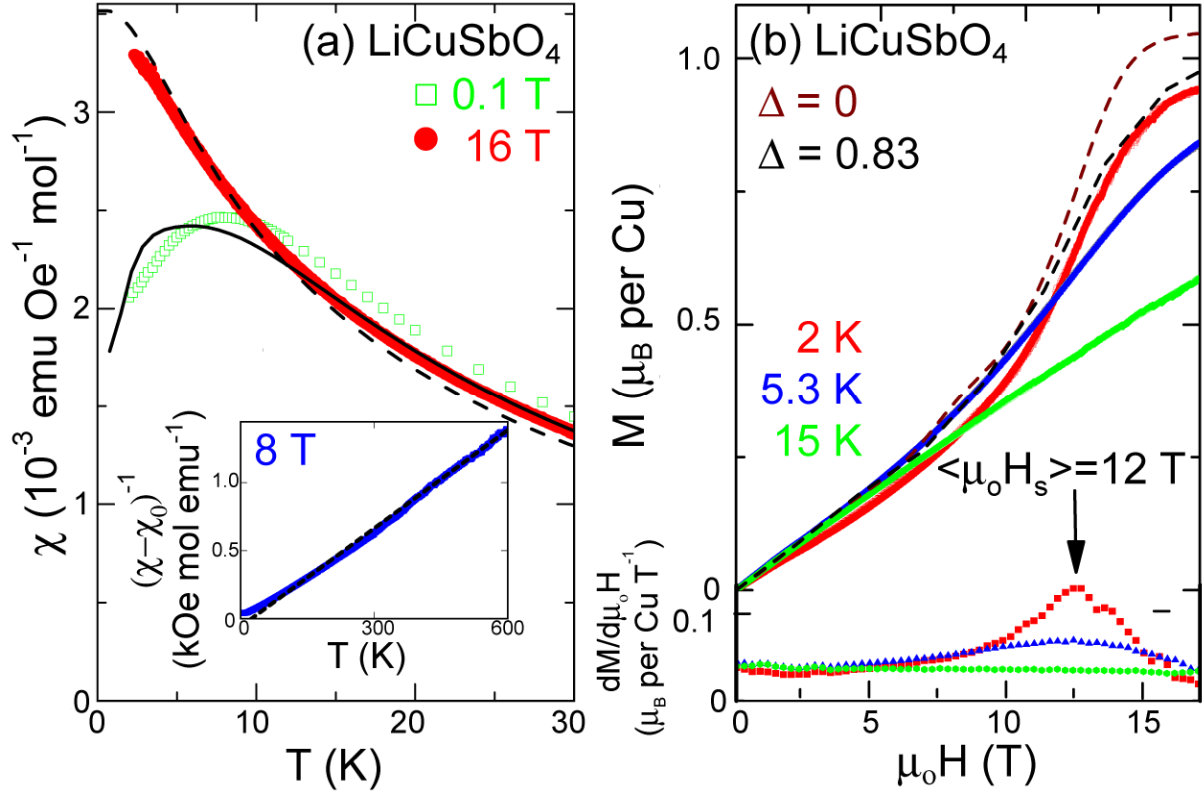 (a) LiCuSbO4
0.1 T
16 T
χ (10-3 emu Oe-1 mol-1)
3
2
1
0
0
10
20
30
T (K)
8 T
(χ–χ0)-1
(kOe mol emu-1)
1.0
0.5
0
0
300
600
T (K)
(b) LiCuSbO4
Δ = 0
Δ = 0.83
M (μB per Cu)
1.0
0.5
0
2 K
5.3 K
15 K
<μoHs>=12 T
dM/dμoH
(μB per Cu T-1)
0.1
0
0
5
10
15
μoH (T)